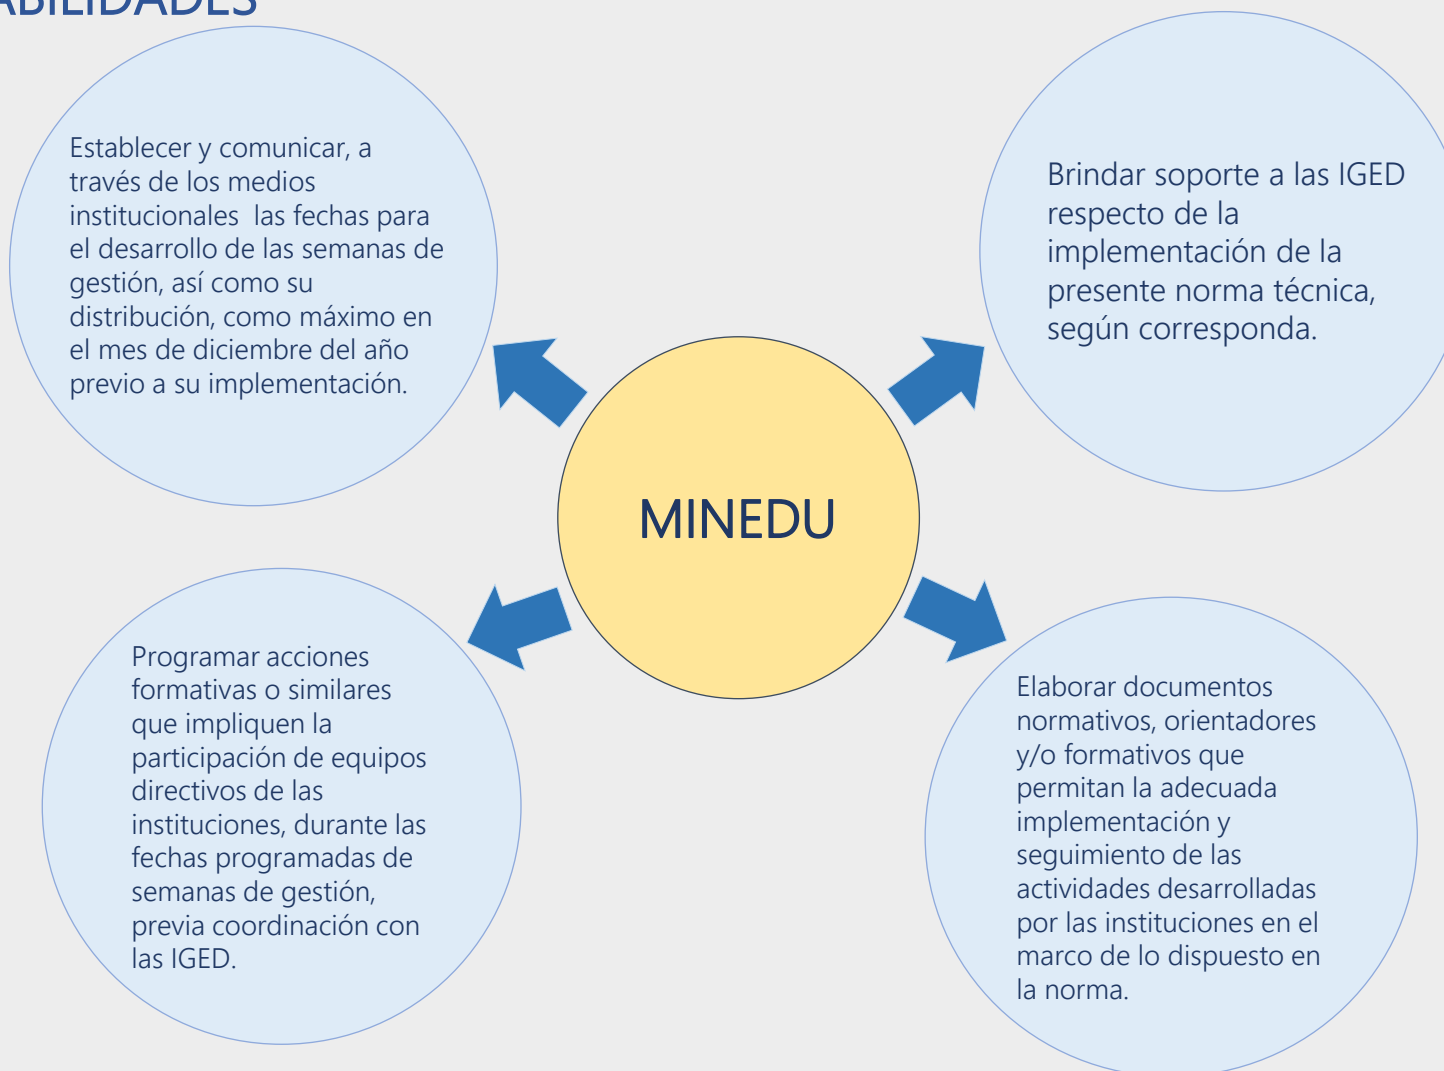 ABILIDADES
Establecer y comunicar, a
través de los medios
institucionales las fechas para
el desarrollo de las semanas de
gestión, así como su
distribución, como máximo en
el mes de diciembre del año
previo a su implementación.
Brindar soporte a las IGED
respecto de la
implementación de la
presente norma técnica,
según corresponda.
MINEDU
Programar acciones
formativas o similares
que impliquen la
participación de equipos
directivos de las
instituciones, durante las
fechas programadas de
semanas de gestión,
previa coordinación con
las IGED.
Elaborar documentos
normativos, orientadores
y/o formativos que
permitan la adecuada
implementación y
seguimiento de las
actividades desarrolladas
por las instituciones en el
marco de lo dispuesto en
la norma.